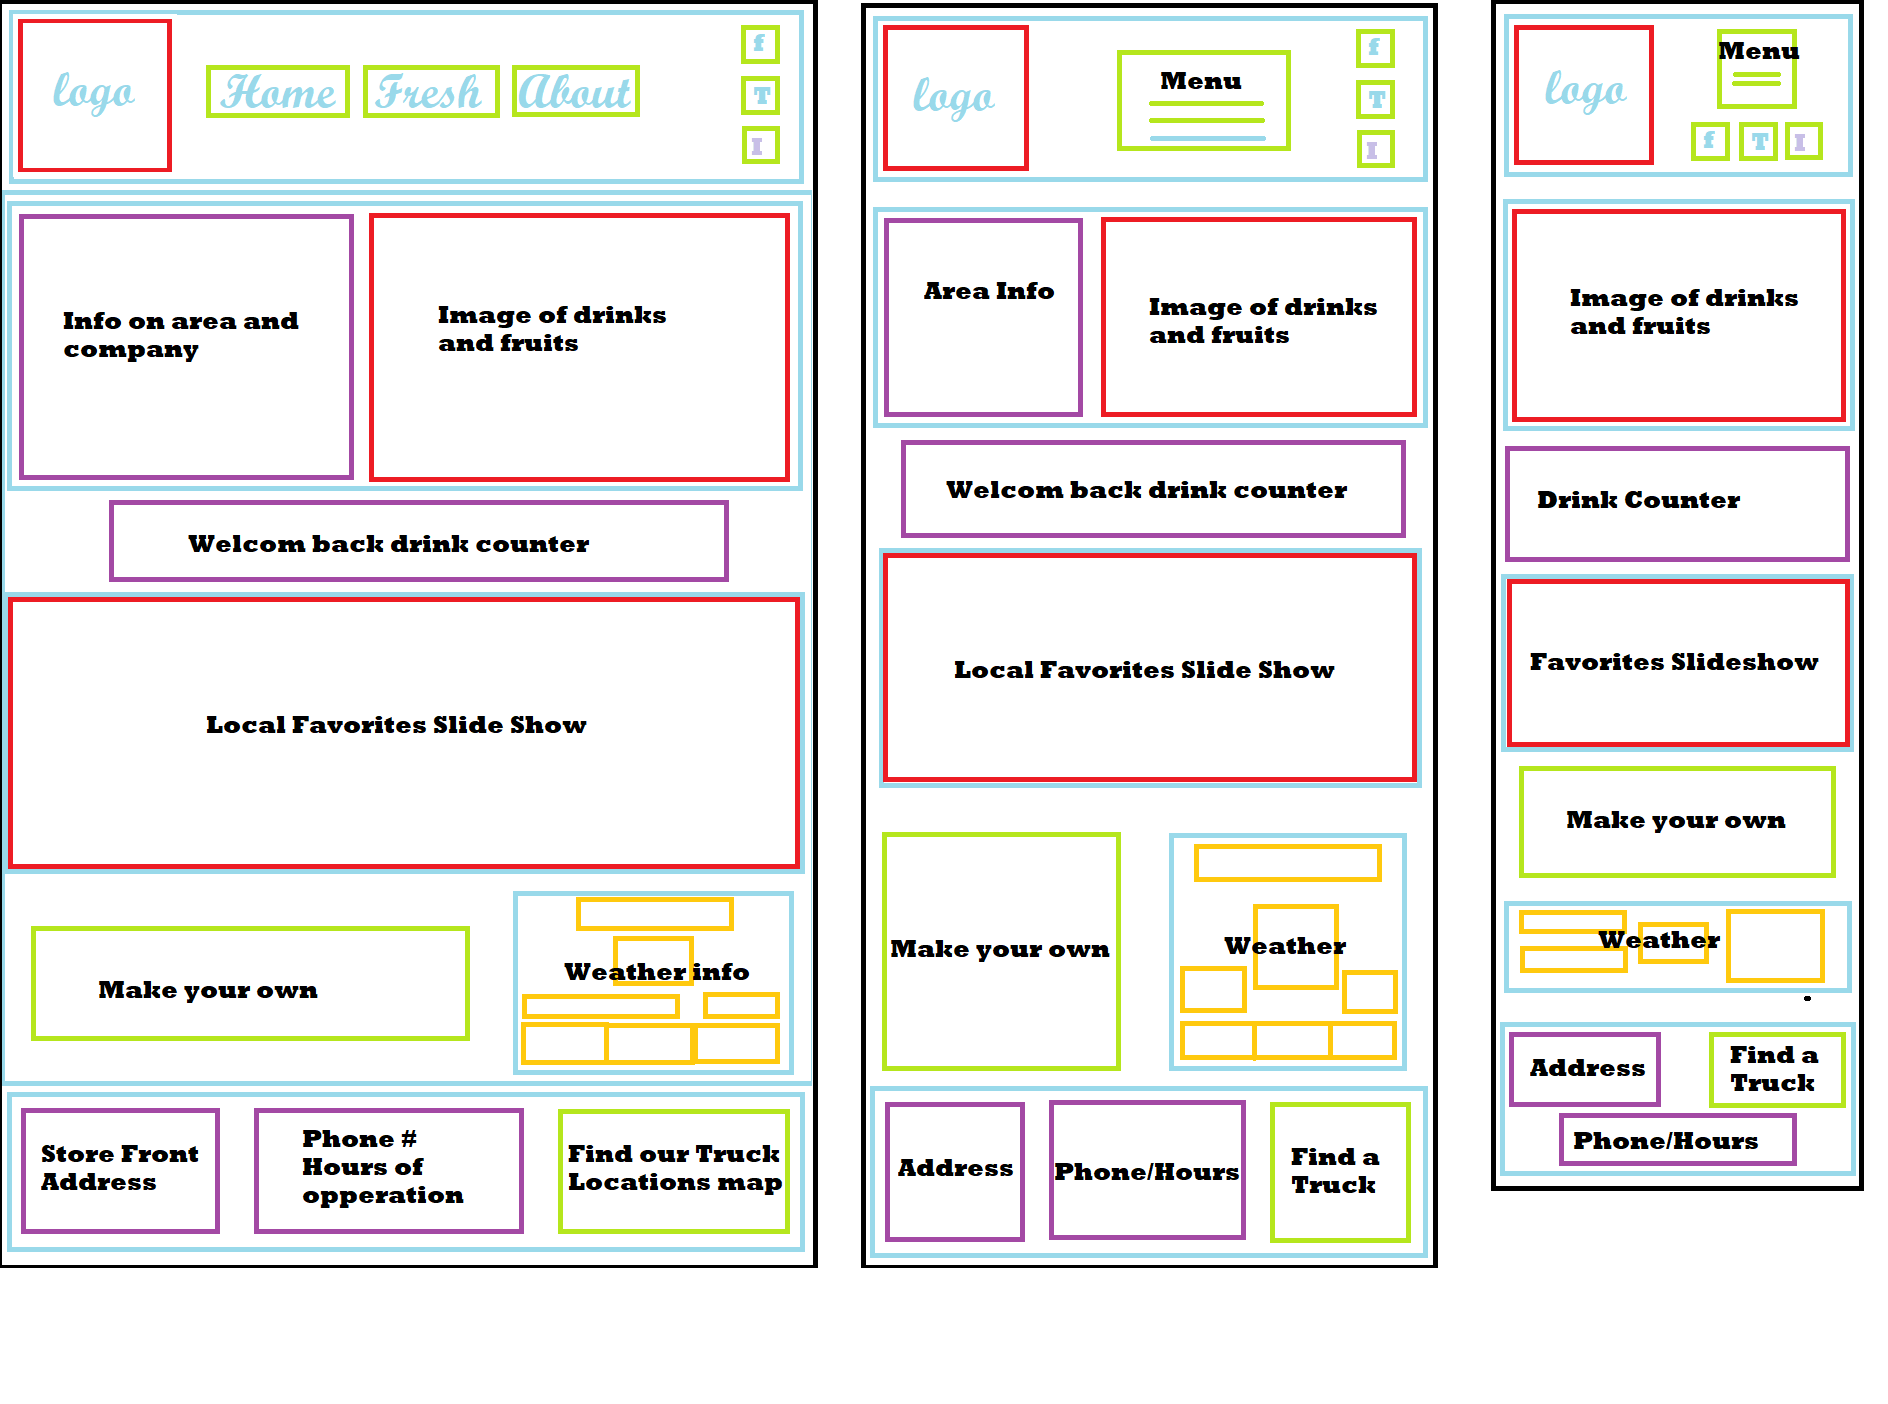 logo
Home Fresh About
f
T
I
Info on area and
company
Image of drinks
and fruits
Welcom back drink counter
Local Favorites Slide Show
Make your own
Weather info
Store Front
Address
Phone #
Hours of
opperation
Find our Truck
Locations map
logo
Menu
f
T
I
Area Info
Image of drinks
and fruits
Welcom back drink counter
Local Favorites Slide Show
Make your own
Weather
Address
Phone/Hours
Find a
Truck
logo
Menu
f T I
Image of drinks
and fruits
Drink Counter
Favorites Slideshow
Make your own
Weather
Address
Find a
Truck
Phone/Hours